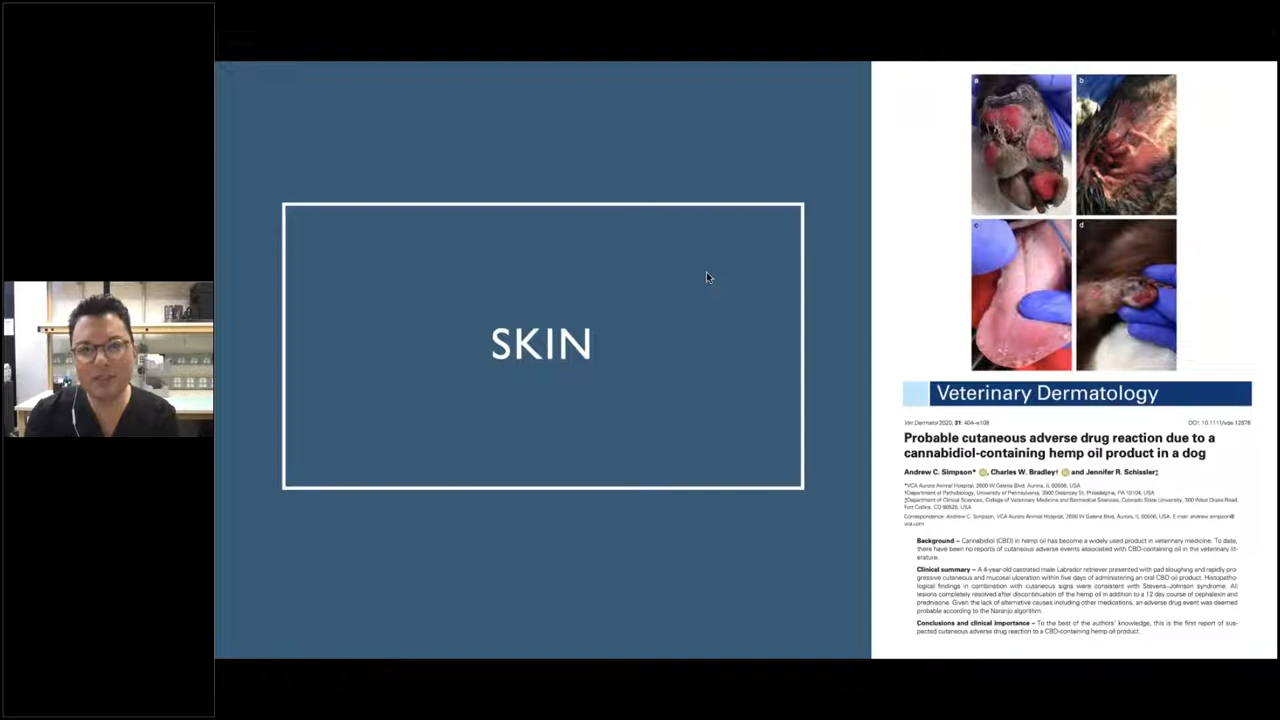 SKIN
a
b
c
d
Veterinary Dermatology
Vet Dermatol 2020; 31: 404–e108
DOI: 10.1111/vde.12876
Probable cutaneous adverse drug reaction due to a
cannabidiol-containing hemp oil product in a dog
Andrew C. Simpson* , Charles W. Bradley† and Jennifer R. Schissler‡
*VCA Aurora Animal Hospital, 2600 W Galena Blvd, Aurora, IL 60506, USA
†Department of Pathobiology, University of Pennsylvania, 3900 Delancey St, Philadelphia, PA 19104, USA
‡Department of Clinical Sciences, College of Veterinary Medicine and Biomedical Sciences, Colorado State University, 300 West Drake Road,
Fort Collins, CO 80525, USA
Correspondence: Andrew C. Simpson, VCA Aurora Animal Hospital, 2600 W Galena Blvd, Aurora, IL 60506, USA. E-mail: andrew.simpson@
vca.com
Background – Cannabidiol (CBD) in hemp oil has become a widely used product in veterinary medicine. To date,
there have been no reports of cutaneous adverse events associated with CBD-containing oil in the veterinary lit-
erature.
Clinical summary – A 4-year-old castrated male Labrador retriever presented with pad sloughing and rapidly pro-
gressive cutaneous and mucosal ulceration within five days of administering an oral CBD oil product. Histopatho-
logical findings in combination with cutaneous signs were consistent with Stevens–Johnson syndrome. All
lesions completely resolved after discontinuation of the hemp oil in addition to a 12 day course of cephalexin and
prednisone. Given the lack of alternative causes including other medications, an adverse drug event was deemed
probable according to the Naranjo algorithm.
Conclusions and clinical importance – To the best of the authors' knowledge, this is the first report of sus-
pected cutaneous adverse drug reaction to a CBD-containing hemp oil product.